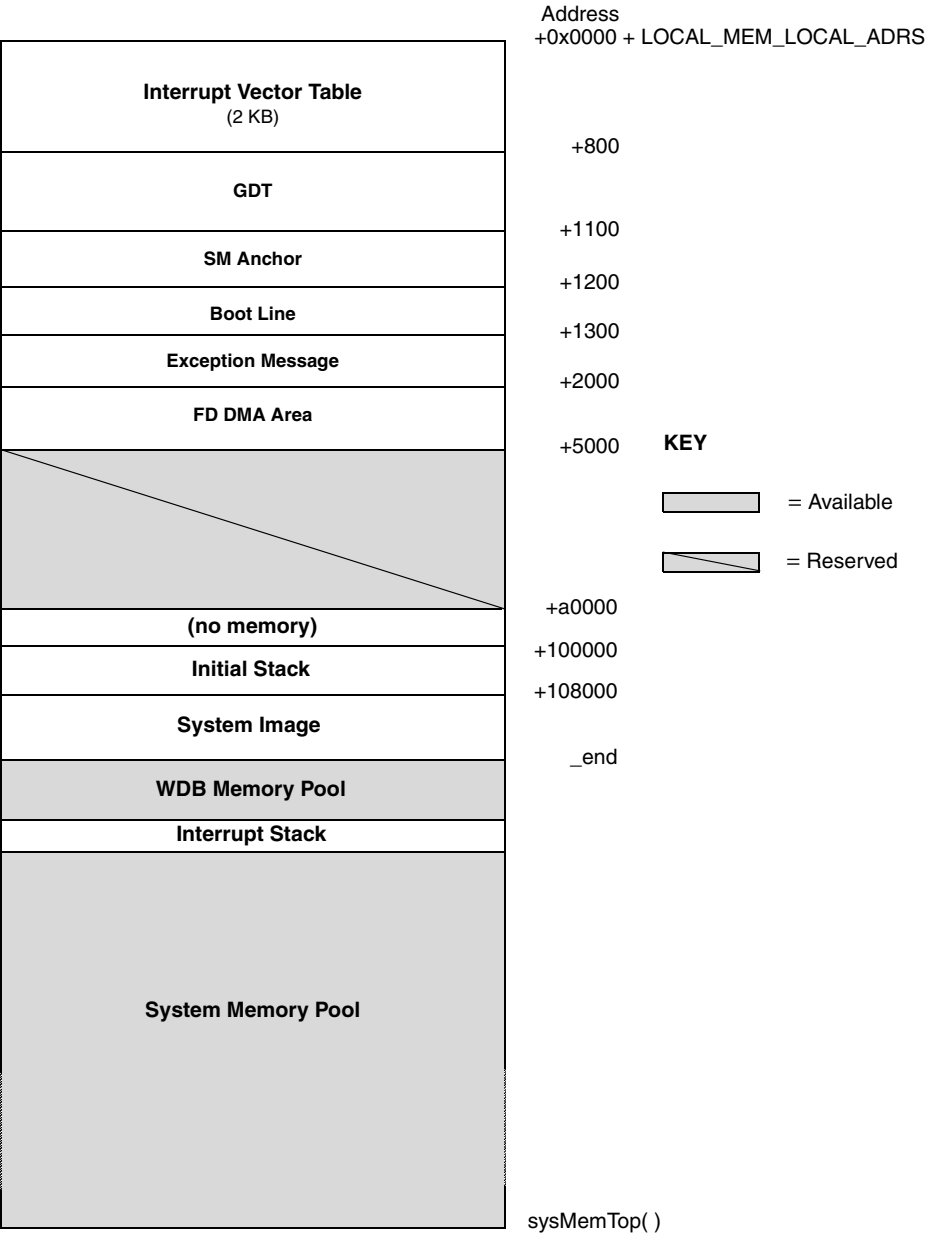 Address
+0x0000 + LOCAL_MEM_LOCAL_ADRS
Interrupt Vector Table
(2 KB)
+800
GDT
+1100
SM Anchor
+1200
Boot Line
+1300
Exception Message
+2000
FD DMA Area
+5000
KEY
= Available
= Reserved
+a0000
(no memory)
+100000
Initial Stack
+108000
System Image
_end
WDB Memory Pool
Interrupt Stack
System Memory Pool
sysMemTop( )